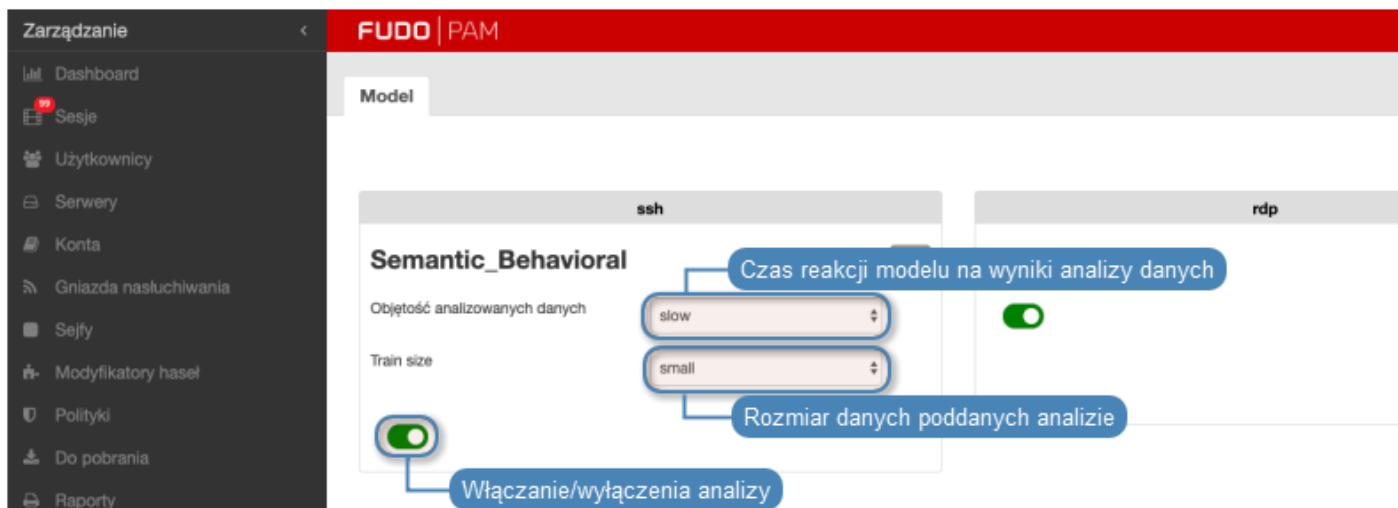 Zarządzanie
FUDO PAM
Dashboard
Model
99
Sesje
Użytkownicy
Serwery
ssh
rdp
Konta
Semantic_Behavioral
Czas reakcji modelu na wyniki analizy danych
Gniazda nasłuchiwania
Objętość analizowanych danych
slow
Sejfy
Train size
small
Modyfikatory haseł
Polityki
Rozmiar danych poddanych analizie
Do pobrania
Włączanie/wyłączenia analizy
Raporty